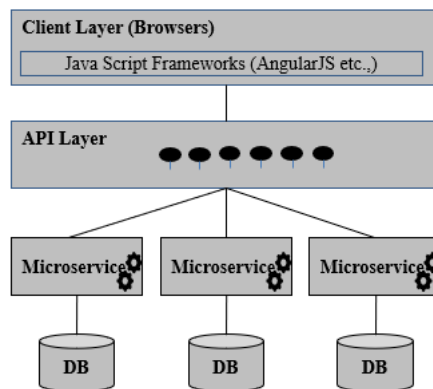 Client Layer (Browsers)
Java Script Frameworks (AngularJS etc.,)
API Layer
Microservice
Microservice
Microservice
DB
DB
DB